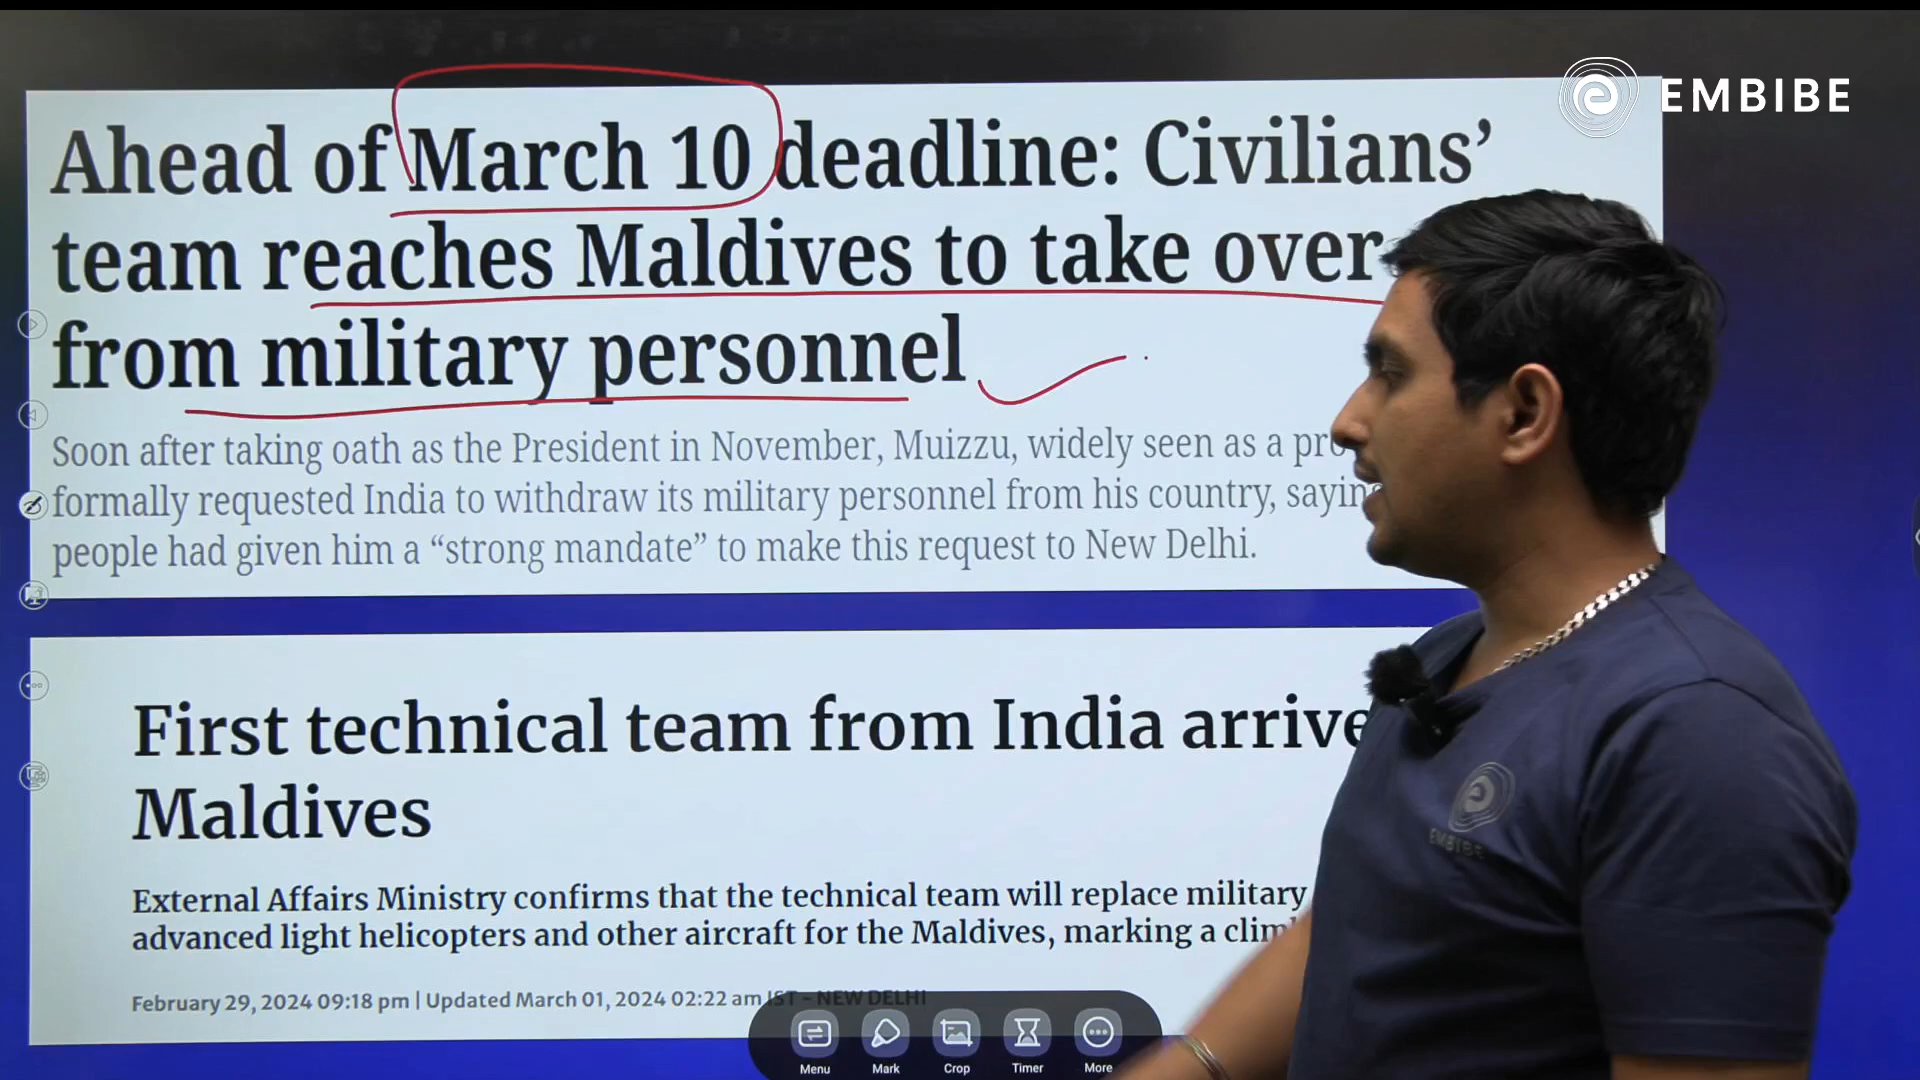 EMBIBE
Ahead of March 10 deadline: Civilians’
team reaches Maldives to take over
from military personnel
Soon after taking oath as the President in November, Muizzu, widely seen as a
formally requested India to withdraw its military personnel from his country,
people had given him a “strong mandate” to make this request to New Delhi.
First technical team from India
Maldives
External Affairs Ministry confirms that the technical team will replace military
advanced light helicopters and other aircraft for the Maldives, marking a
February 29, 2024 09:18 pm | Updated March 01, 2024 02:22 am IST - NEW DELHI
EMBIBE
Menu Mark Crop Timer More